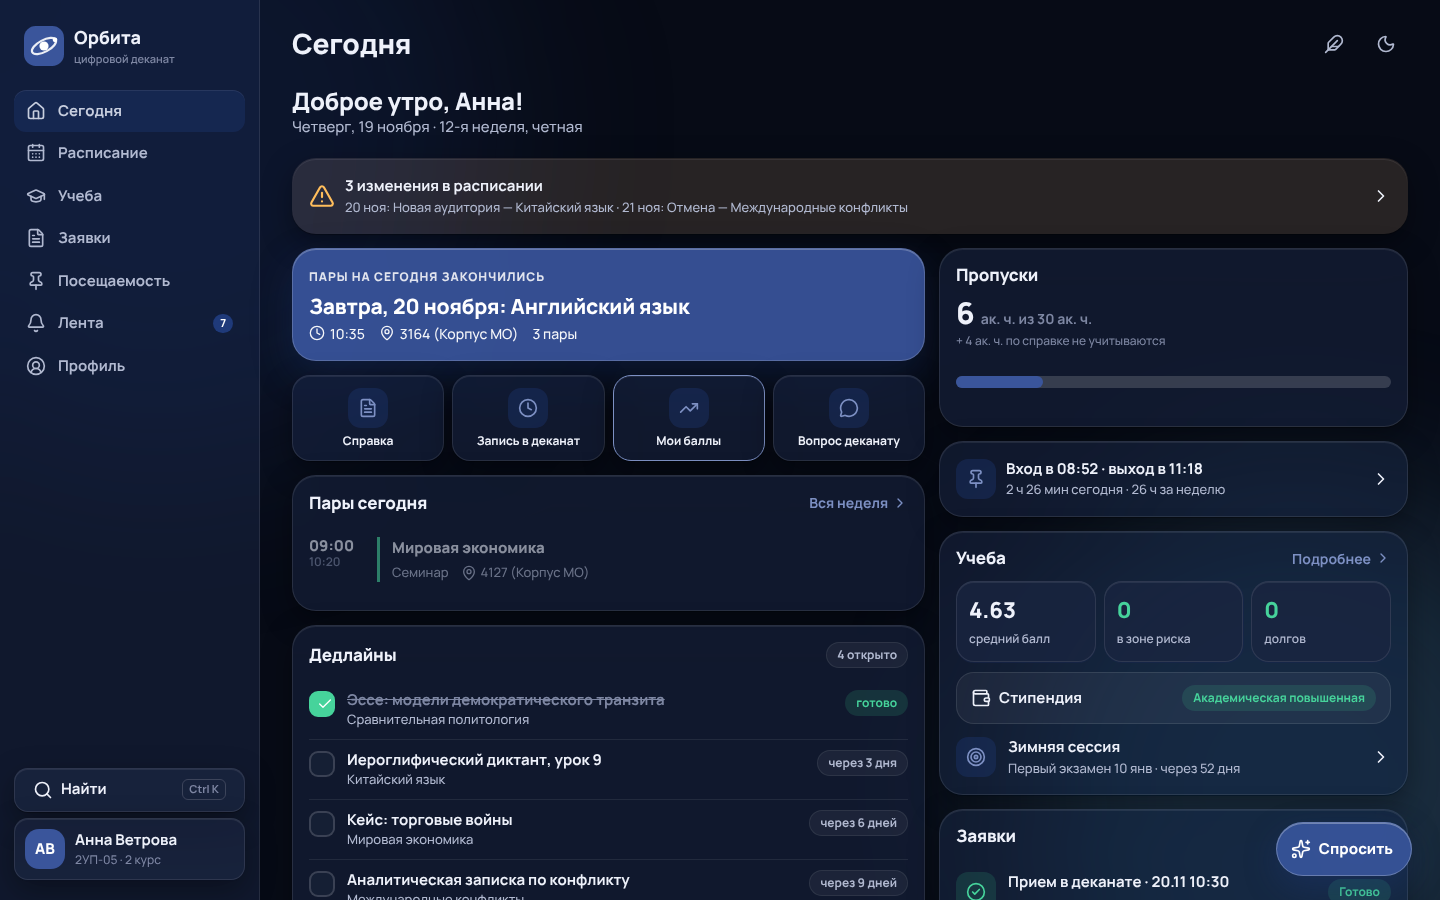 Орбита
цифровой деканат
Сегодня
Расписание
Учеба
Заявки
Посещаемость
Лента
7
Профиль
Найти
Ctrl K
АВ
Анна Ветрова
2УП-05 · 2 курс
Сегодня
Доброе утро, Анна!
Четверг, 19 ноября · 12-я неделя, четная
3 изменения в расписании
20 ноя: Новая аудитория — Китайский язык · 21 ноя: Отмена — Международные конфликты
ПАРЫ НА СЕГОДНЯ ЗАКОНЧИЛИСЬ
Завтра, 20 ноября: Английский язык
10:35 3164 (Корпус МО) 3 пары
Справка
Запись в деканат
Мои баллы
Вопрос деканату
Пары сегодня
Вся неделя
09:00
10:20
Мировая экономика
Семинар 4127 (Корпус МО)
Дедлайны
4 открыто
Эссе: модели демократического транзита
Сравнительная политология
готово
Иероглифический диктант, урок 9
Китайский язык
через 3 дня
Кейс: торговые войны
Мировая экономика
через 6 дней
Аналитическая записка по конфликту
Международные конфликты
через 9 дней
Пропуски
6 ак. ч. из 30 ак. ч.
+ 4 ак. ч. по справке не учитываются
Вход в 08:52 · выход в 11:18
2 ч 26 мин сегодня · 26 ч за неделю
Учеба
Подробнее
4.63
средний балл
0
в зоне риска
0
долгов
Стипендия
Академическая повышенная
Зимняя сессия
Первый экзамен 10 янв · через 52 дня
Заявки
Спросить
Прием в деканате · 20.11 10:30
Готово